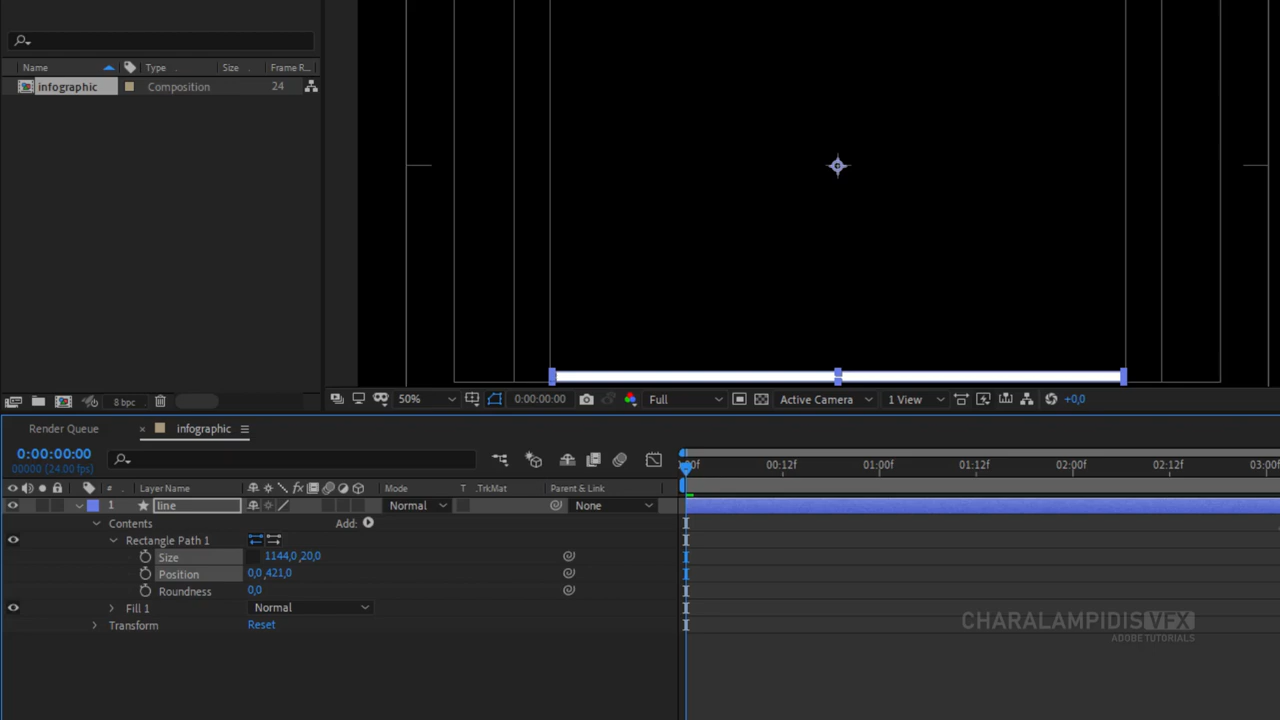 Name Type Size Frame R...
infographic Composition 24
8 bpc
50% 0:00:00:00 Full Active Camera 1 View +0,0
Render Queue infographic
0:00:00:00
00000 (24.00 fps)
00f 00:12f 01:00f 01:12f 02:00f 02:12f 03:00f
# Layer Name Mode T .TrkMat Parent & Link
1 line Normal None
Contents Add:
Rectangle Path 1
Size 1144,0 ,20,0
Position 0,0 ,421,0
Roundness 0,0
Fill 1 Normal
Transform Reset
CHARALAMPIDISVFX
ADOBE TUTORIALS